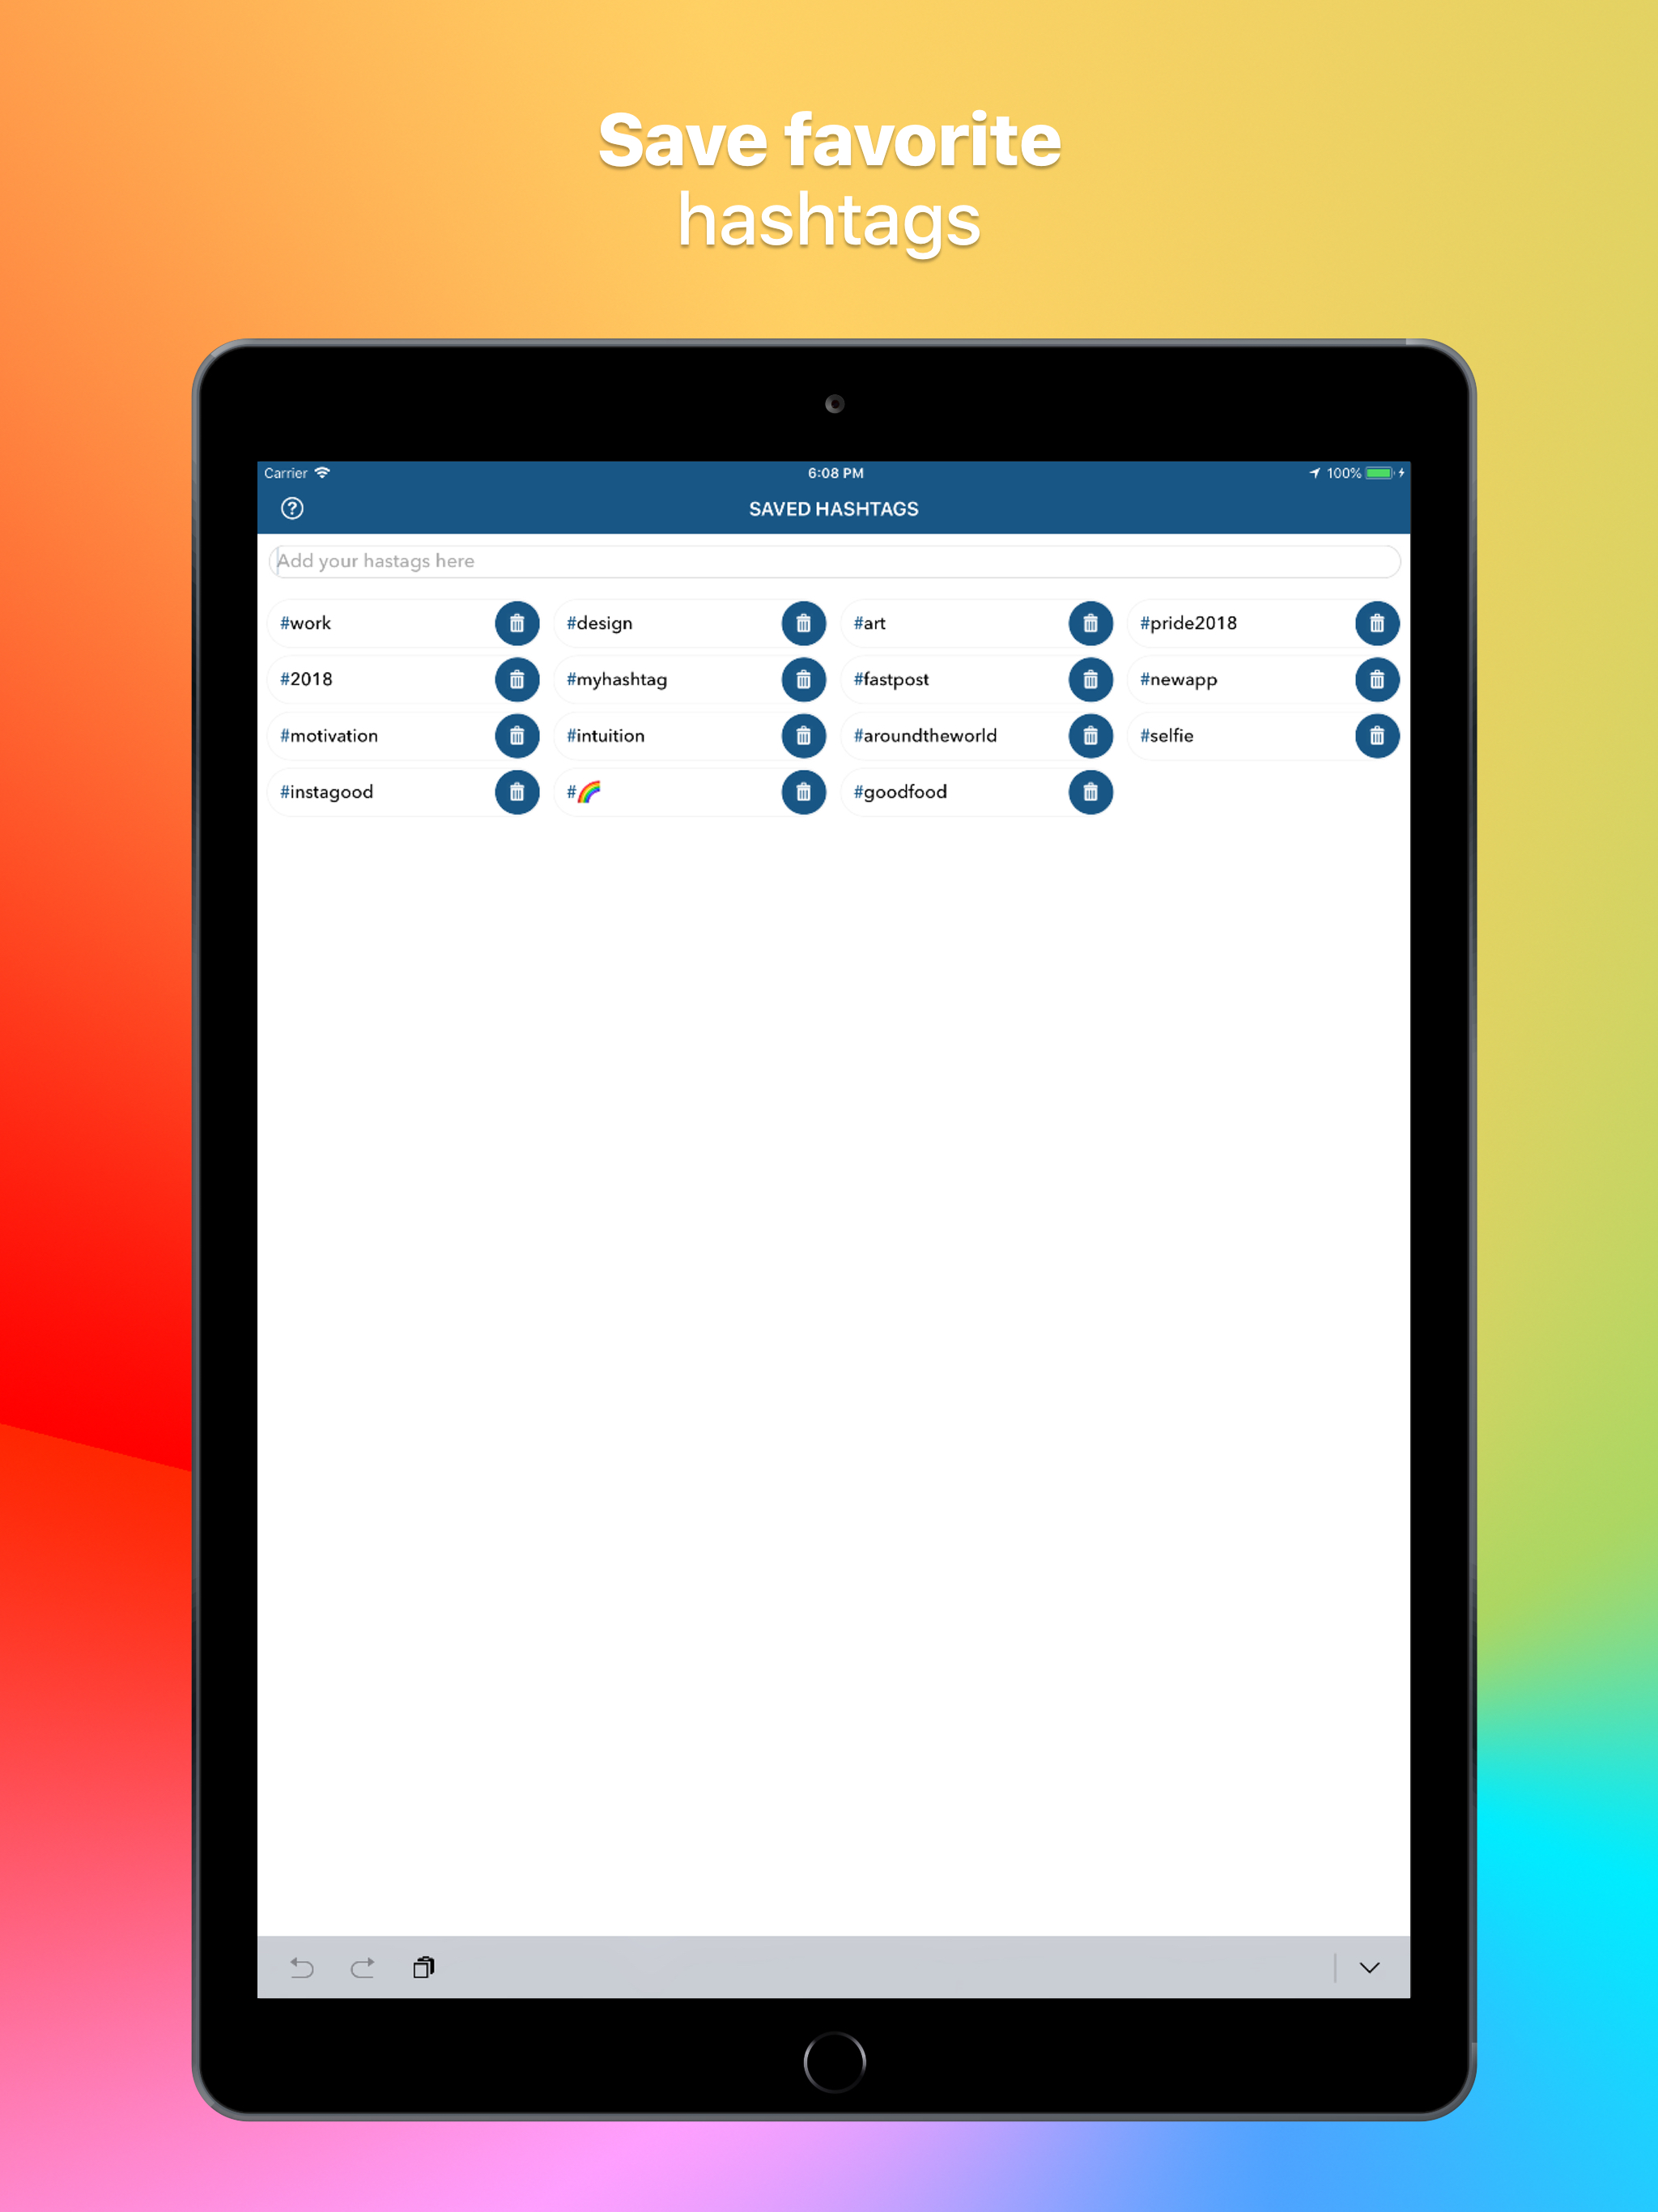 Save favorite
hashtags
Carrier 6:08 PM 100%
SAVED HASHTAGS
Add your hastags here
#work #design #art #pride2018
#2018 #myhashtag #fastpost #newapp
#motivation #intuition #aroundtheworld #selfie
#instagood #🌈 #goodfood